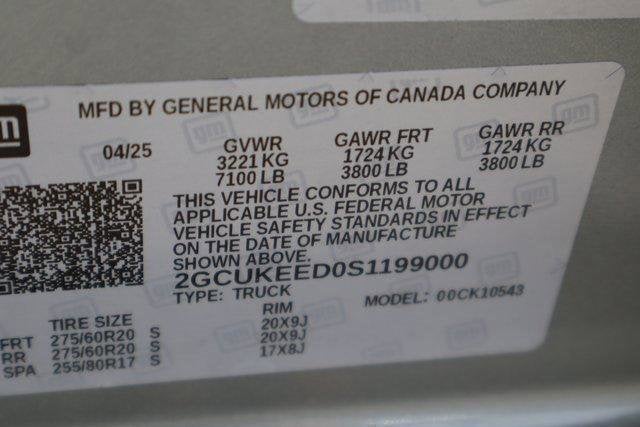 gm
MFD BY GENERAL MOTORS OF CANADA COMPANY
04/25 GVWR GAWR FRT GAWR RR
3221 KG 1724 KG 1724 KG
7100 LB 3800 LB 3800 LB
THIS VEHICLE CONFORMS TO ALL
APPLICABLE U.S. FEDERAL MOTOR
VEHICLE SAFETY STANDARDS IN EFFECT
ON THE DATE OF MANUFACTURE
SHOWN ABOVE.
2GCUKEED0S1199000
TYPE: TRUCK MODEL: 00CK10543
TIRE SIZE RIM
FRT 275/60R20 S 20X9J
RR 275/60R20 S 20X9J
SPA 255/80R17 S 17X8J